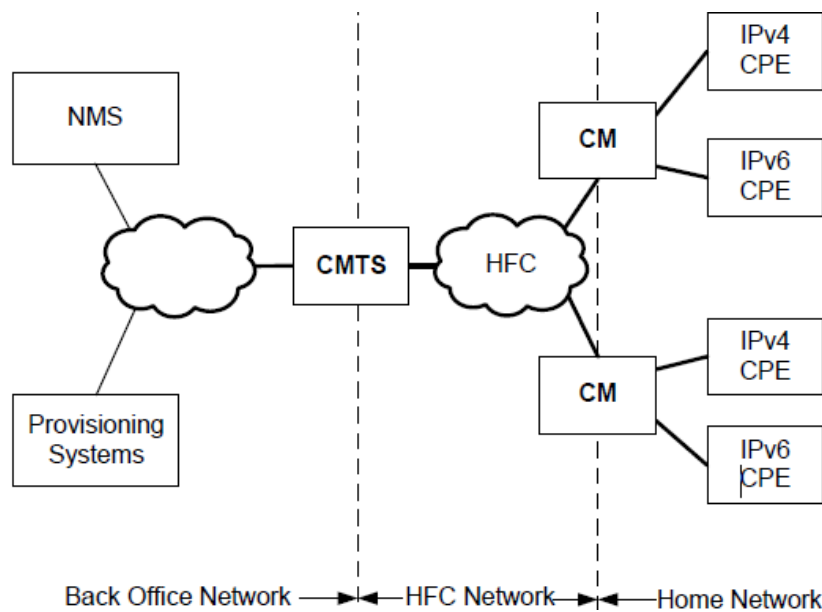 IPv4
CPE
NMS
CM
IPv6
CPE
CMTS
HFC
IPv4
CPE
CM
Provisioning
Systems
IPv6
CPE
Back Office Network
HFC Network
Home Network